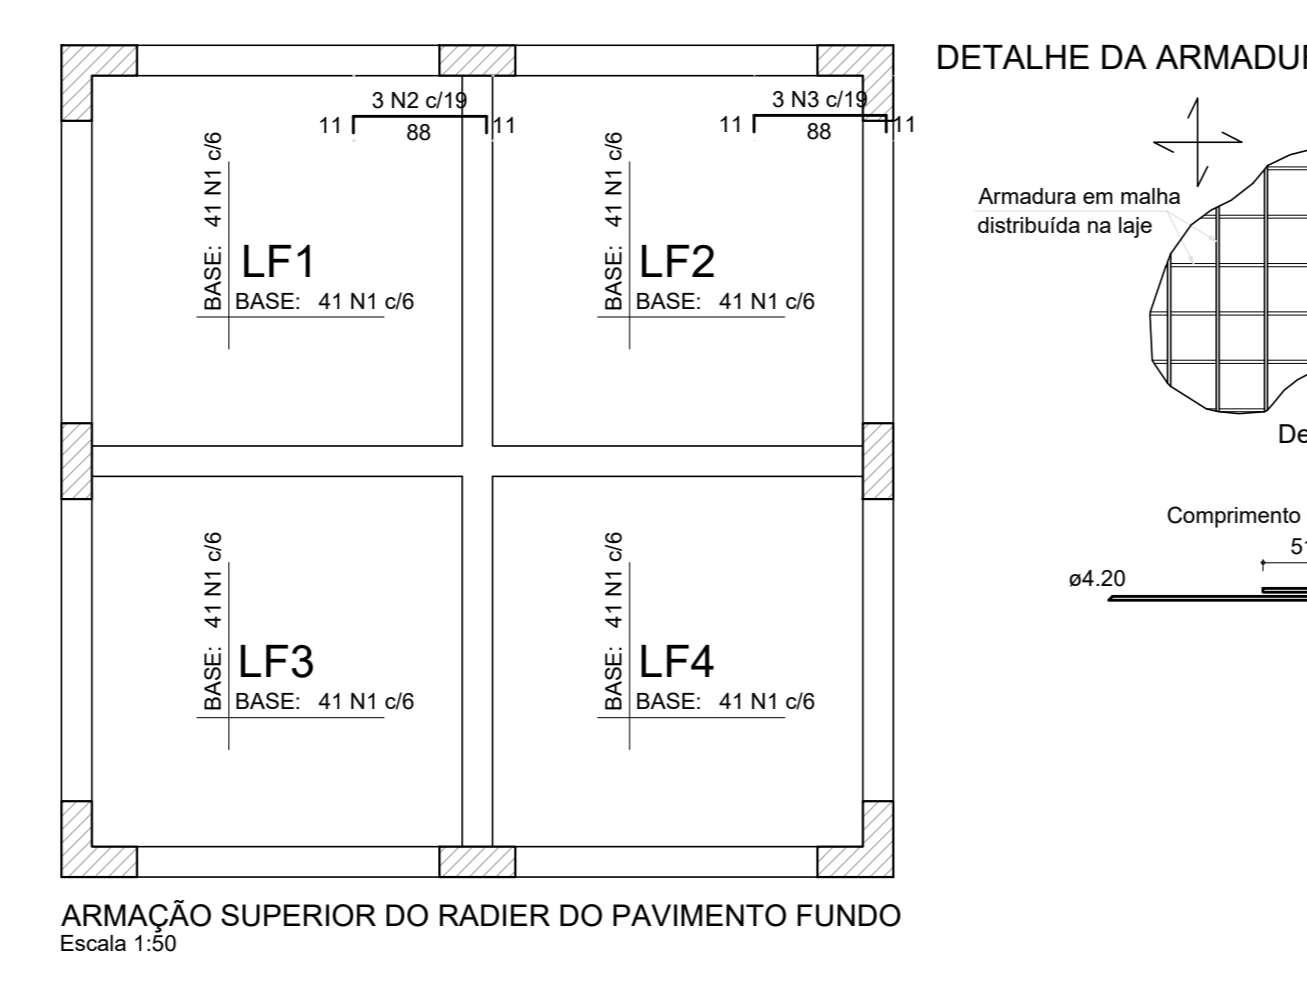 DETALHE DA ARMADU
3 N2 c/19
11
88
11
3 N3 c/19
11
88
11
BASE: 41 N1 c/6
LF1
BASE: 41 N1 c/6
BASE: 41 N1 c/6
LF2
BASE: 41 N1 c/6
Armadura em malha
distribuída na laje
De
BASE: 41 N1 c/6
LF3
BASE: 41 N1 c/6
BASE: 41 N1 c/6
LF4
BASE: 41 N1 c/6
Comprimento
51
ø4.20
ARMAÇÃO SUPERIOR DO RADIER DO PAVIMENTO FUNDO
Escala 1:50